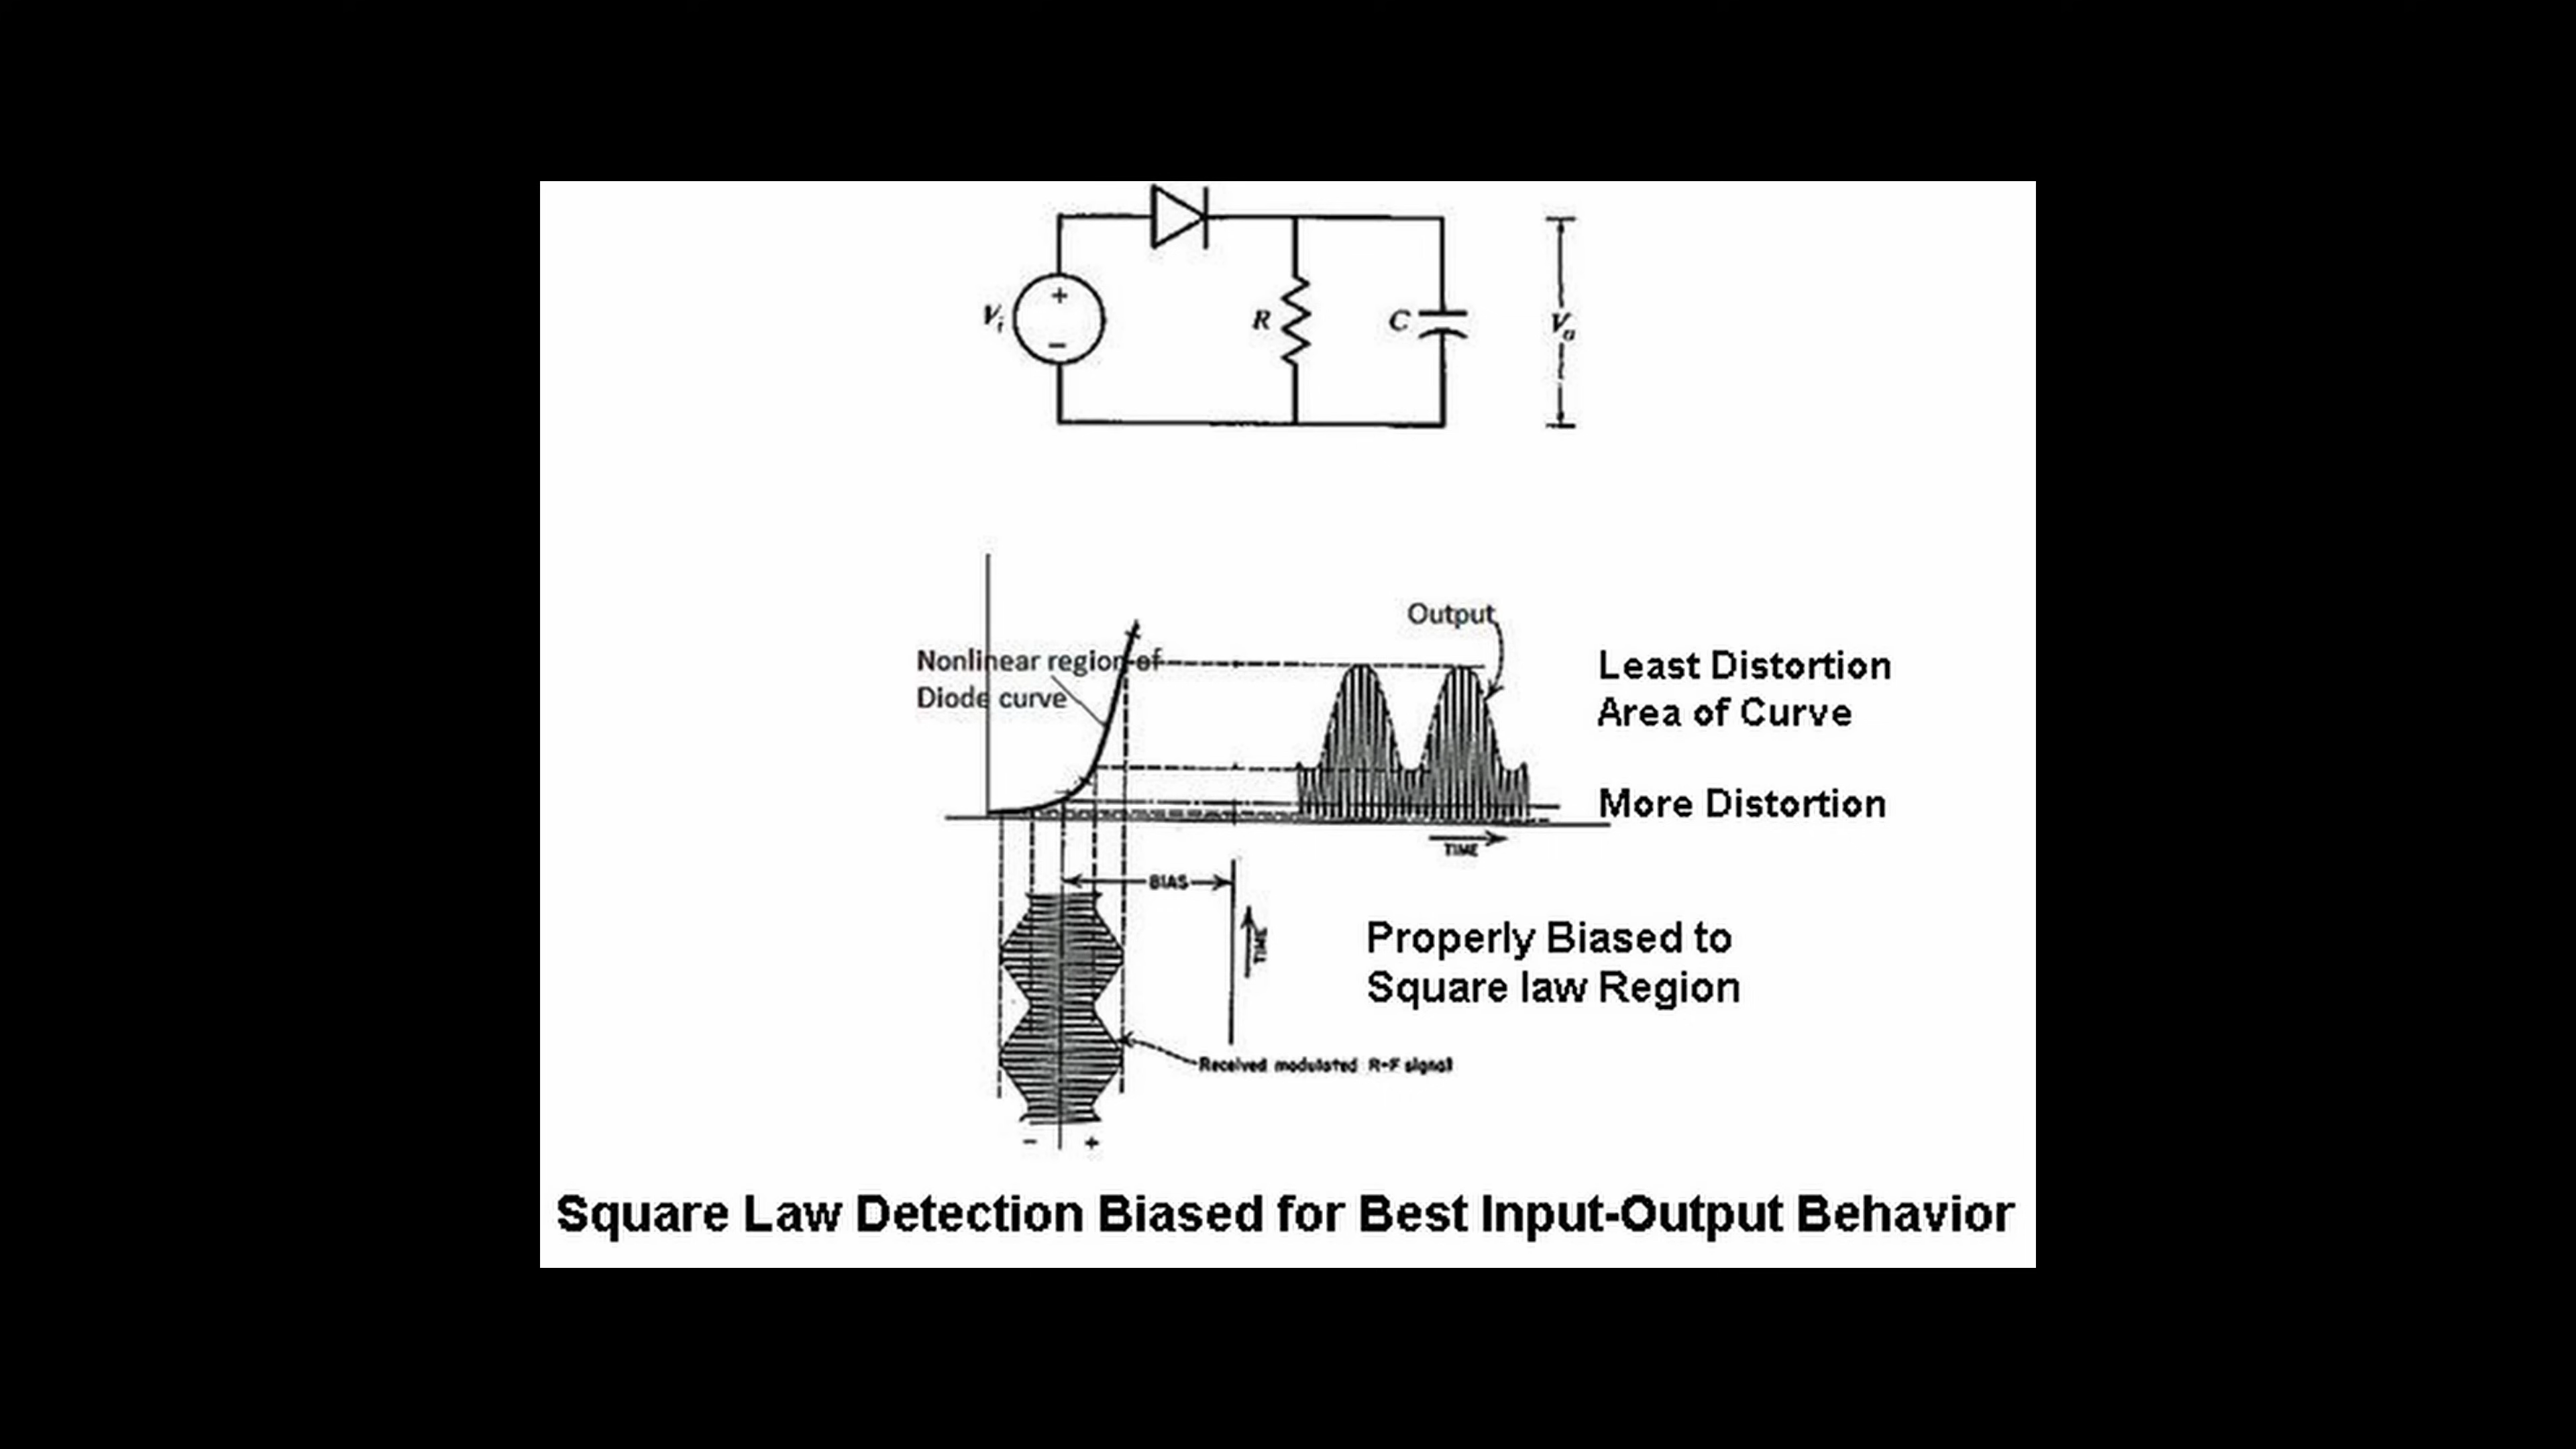 +
Vi
−
R
C
Vo
Output
Nonlinear region of
Diode curve
Least Distortion
Area of Curve
More Distortion
TIME
BIAS
TIME
Properly Biased to
Square law Region
Received modulated R-F signal
− +
Square Law Detection Biased for Best Input-Output Behavior